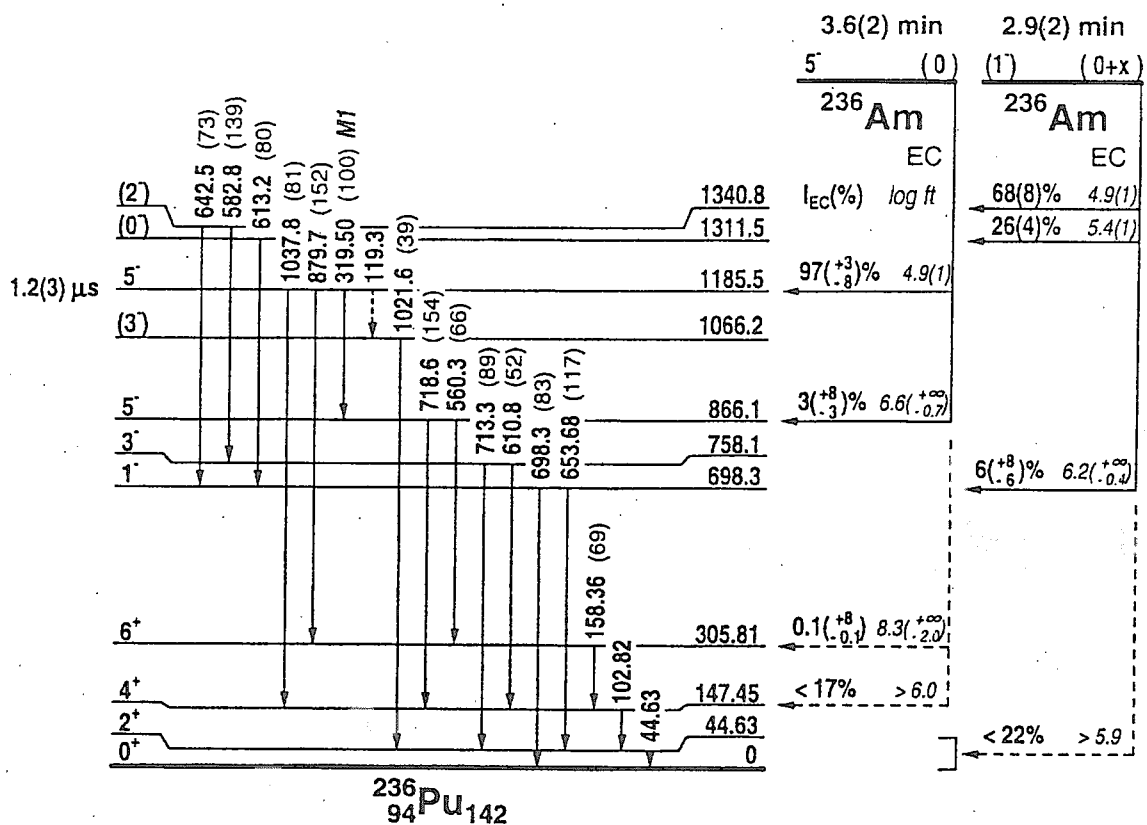 3.6(2) min 2.9(2) min
5⁻ (0) (1⁻) (0+x)
²³⁶Am ²³⁶Am
EC EC
I_EC(%) log ft
642.5 (73)
582.8 (139)
613.2 (80)
1037.8 (81)
879.7 (152)
319.50 (100) M1
119.3
1021.6 (39)
718.6 (154)
560.3 (66)
713.3 (89)
610.8 (52)
698.3 (83)
653.68 (117)
158.36 (69)
102.82
44.63
(2⁻) 1340.8 68(8)% 4.9(1)
(0⁻) 1311.5 26(4)% 5.4(1)
1.2(3) μs 5⁻ 1185.5 97(+3 -8)% 4.9(1)
(3⁻) 1066.2
5⁻ 866.1 3(+8 -3)% 6.6(+∞ -0.7)
3⁻ 758.1
1⁻ 698.3 6(+8 -6)% 6.2(+∞ -0.4)
6⁺ 305.81 0.1(+8 -0.1) 8.3(+∞ -2.0)
4⁺ 147.45 <17% >6.0
2⁺ 44.63
0⁺ 0 <22% >5.9
²³⁶₉₄Pu₁₄₂